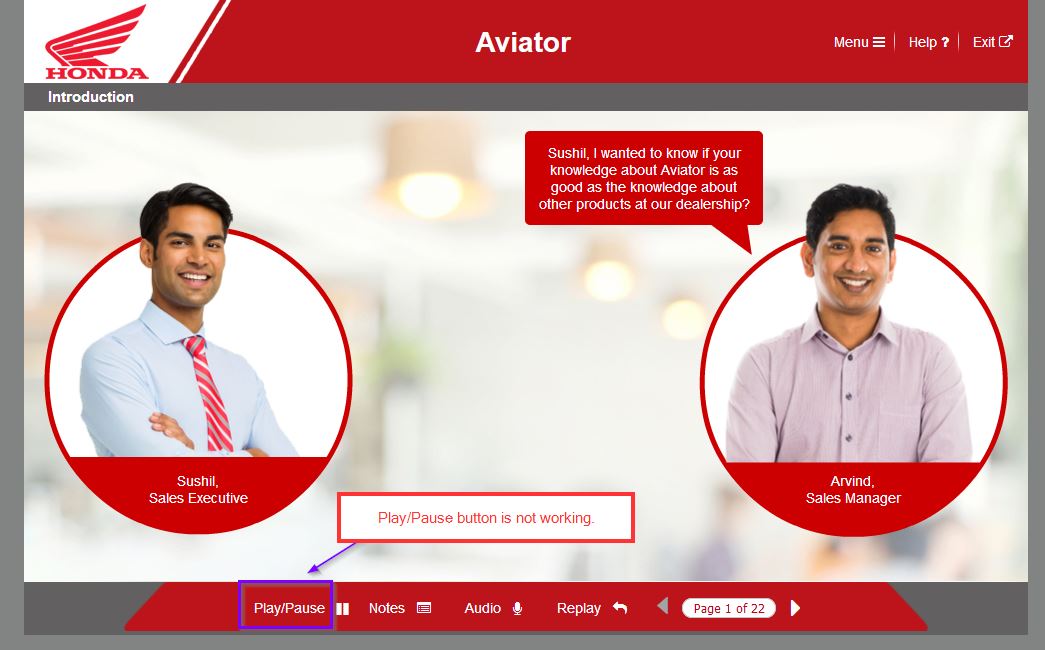 HONDA
Aviator
Menu
Help ?
Exit
Introduction
Sushil, I wanted to know if your
knowledge about Aviator is as
good as the knowledge about
other products at our dealership?
Sushil,
Sales Executive
Arvind,
Sales Manager
Play/Pause button is not working.
Play/Pause
Notes
Audio
Replay
Page 1 of 22